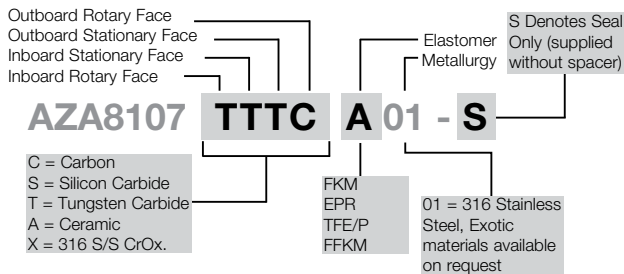 Outboard Rotary Face
Outboard Stationary Face
Inboard Stationary Face
Inboard Rotary Face
Elastomer
Metallurgy
S Denotes Seal
Only (supplied
without spacer)
AZA8107 TTTC A 01 - S
C = Carbon
S = Silicon Carbide
T = Tungsten Carbide
A = Ceramic
X = 316 S/S CrOx.
FKM
EPR
TFE/P
FFKM
01 = 316 Stainless
Steel, Exotic
materials available
on request